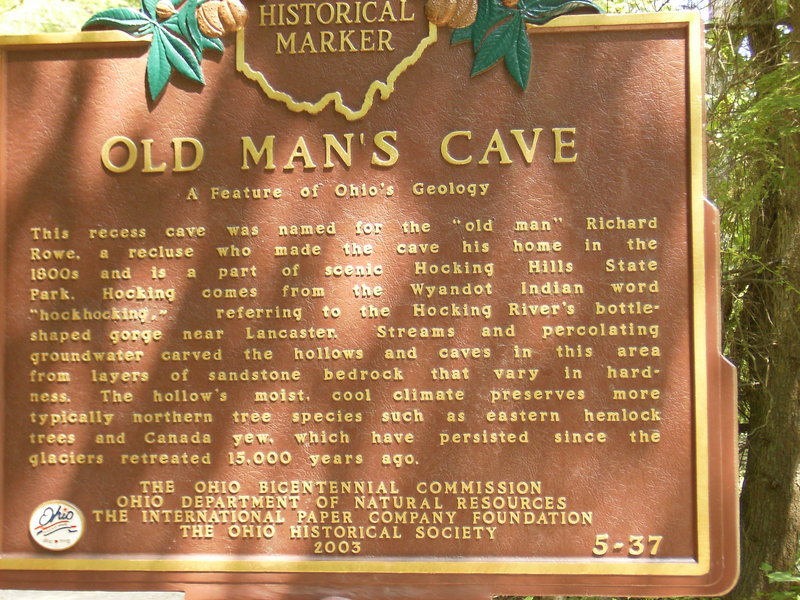 HISTORICAL
MARKER
OLD MAN'S CAVE
A Feature of Ohio's Geology
This recess cave was named for the "old man" Richard
Rowe, a recluse who made the cave his home in the
1800s and is a part of scenic Hocking Hills State
Park. Hocking comes from the Wyandot Indian word
"hockhocking," referring to the Hocking River's bottle-
shaped gorge near Lancaster. Streams and percolating
groundwater carved the hollows and caves in this area
from layers of sandstone bedrock that vary in hard-
ness. The hollow's moist, cool climate preserves more
typically northern tree species such as eastern hemlock
trees and Canada yew, which have persisted since the
glaciers retreated 15,000 years ago.
THE OHIO BICENTENNIAL COMMISSION
OHIO DEPARTMENT OF NATURAL RESOURCES
THE INTERNATIONAL PAPER COMPANY FOUNDATION
THE OHIO HISTORICAL SOCIETY
2003
5-37
Ohio